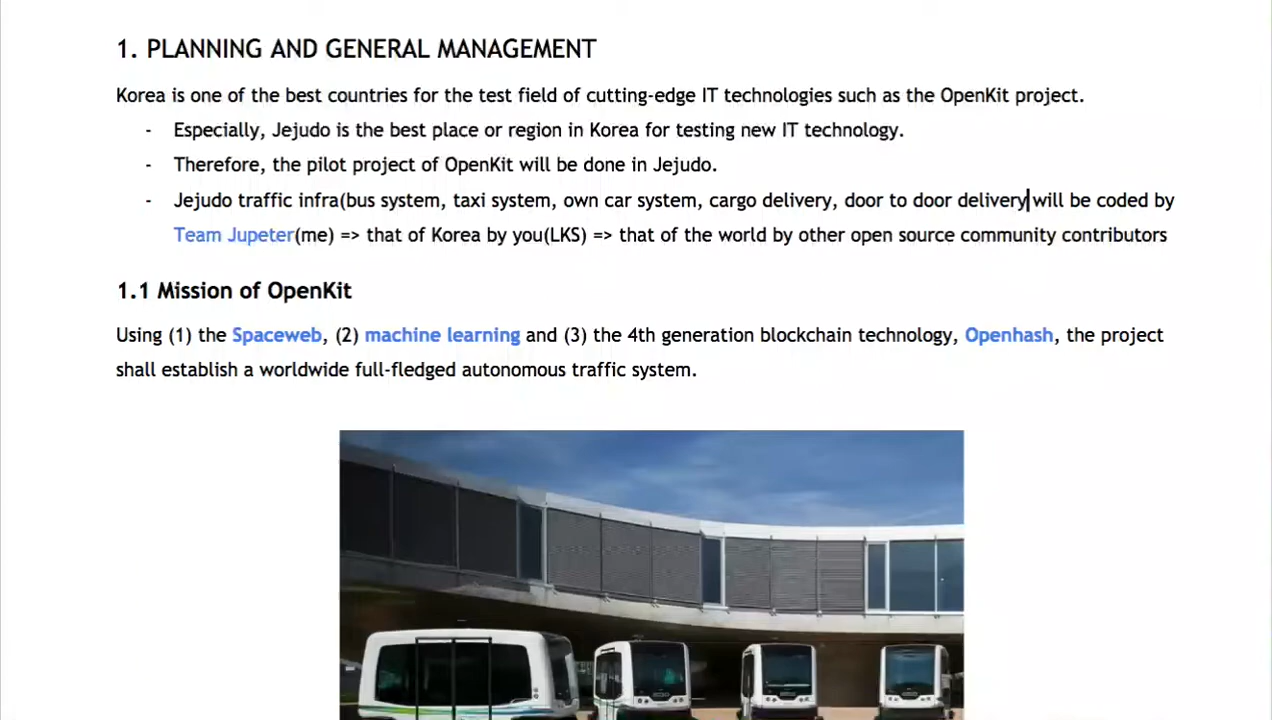 1. PLANNING AND GENERAL MANAGEMENT
Korea is one of the best countries for the test field of cutting-edge IT technologies such as the OpenKit project.
- Especially, Jejudo is the best place or region in Korea for testing new IT technology.
- Therefore, the pilot project of OpenKit will be done in Jejudo.
- Jejudo traffic infra(bus system, taxi system, own car system, cargo delivery, door to door delivery will be coded by
Team Jupeter(me) => that of Korea by you(LKS) => that of the world by other open source community contributors
1.1 Mission of OpenKit
Using (1) the Spaceweb, (2) machine learning and (3) the 4th generation blockchain technology, Openhash, the project
shall establish a worldwide full-fledged autonomous traffic system.